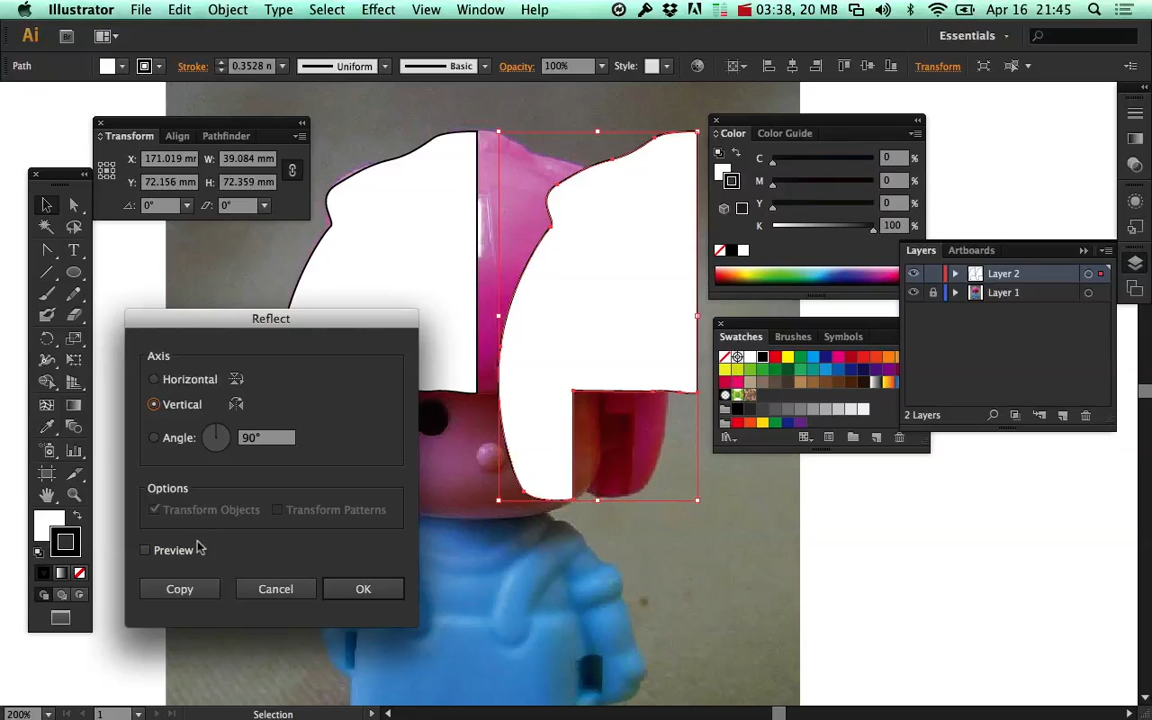 Illustrator File Edit Object Type Select Effect View Window Help 03:38, 20 MB Apr 16 21:45
Ai Br Essentials
Path Stroke: 0.3528 n Uniform Basic Opacity: 100% Style: Transform
Transform Align Pathfinder
X: 171.019 mm W: 39.084 mm
Y: 72.156 mm H: 72.359 mm
0° 0°
Color Color Guide
C 0 %
M 0 %
Y 0 %
K 100 %
Layers Artboards
Layer 2
Layer 1
2 Layers
Swatches Brushes Symbols
Reflect
Axis
Horizontal
Vertical
Angle: 90°
Options
Transform Objects Transform Patterns
Preview
Copy Cancel OK
200% 1 Selection